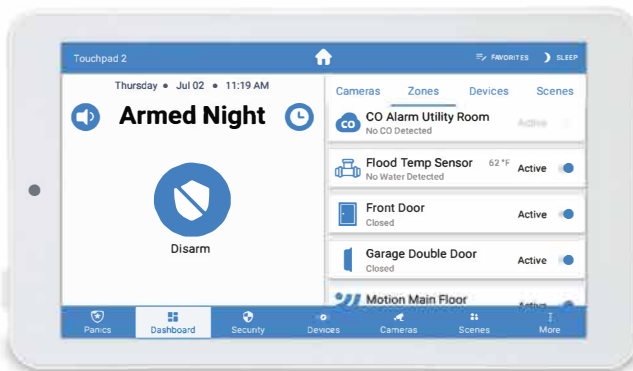 Touchpad 2
FAVORITES
SLEEP
Thursday • Jul 02 • 11:19 AM
Armed Night
Disarm
Cameras Zones Devices Scenes
CO
CO Alarm Utility Room
No CO Detected
Active
Flood Temp Sensor 62 °F Active
No Water Detected
Front Door
Closed
Active
Garage Double Door
Closed
Active
Motion Main Floor
Active
Panics Dashboard Security Devices Cameras Scenes More